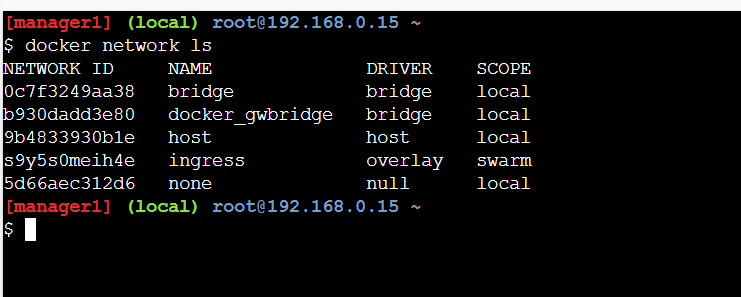 [manager1] (local) root@192.168.0.15 ~
$ docker network ls
NETWORK ID     NAME              DRIVER    SCOPE
0c7f3249aa38   bridge            bridge    local
b930dadd3e80   docker_gwbridge   bridge    local
9b4833930b1e   host              host      local
s9y5s0meih4e   ingress           overlay   swarm
5d66aec312d6   none              null      local
[manager1] (local) root@192.168.0.15 ~
$